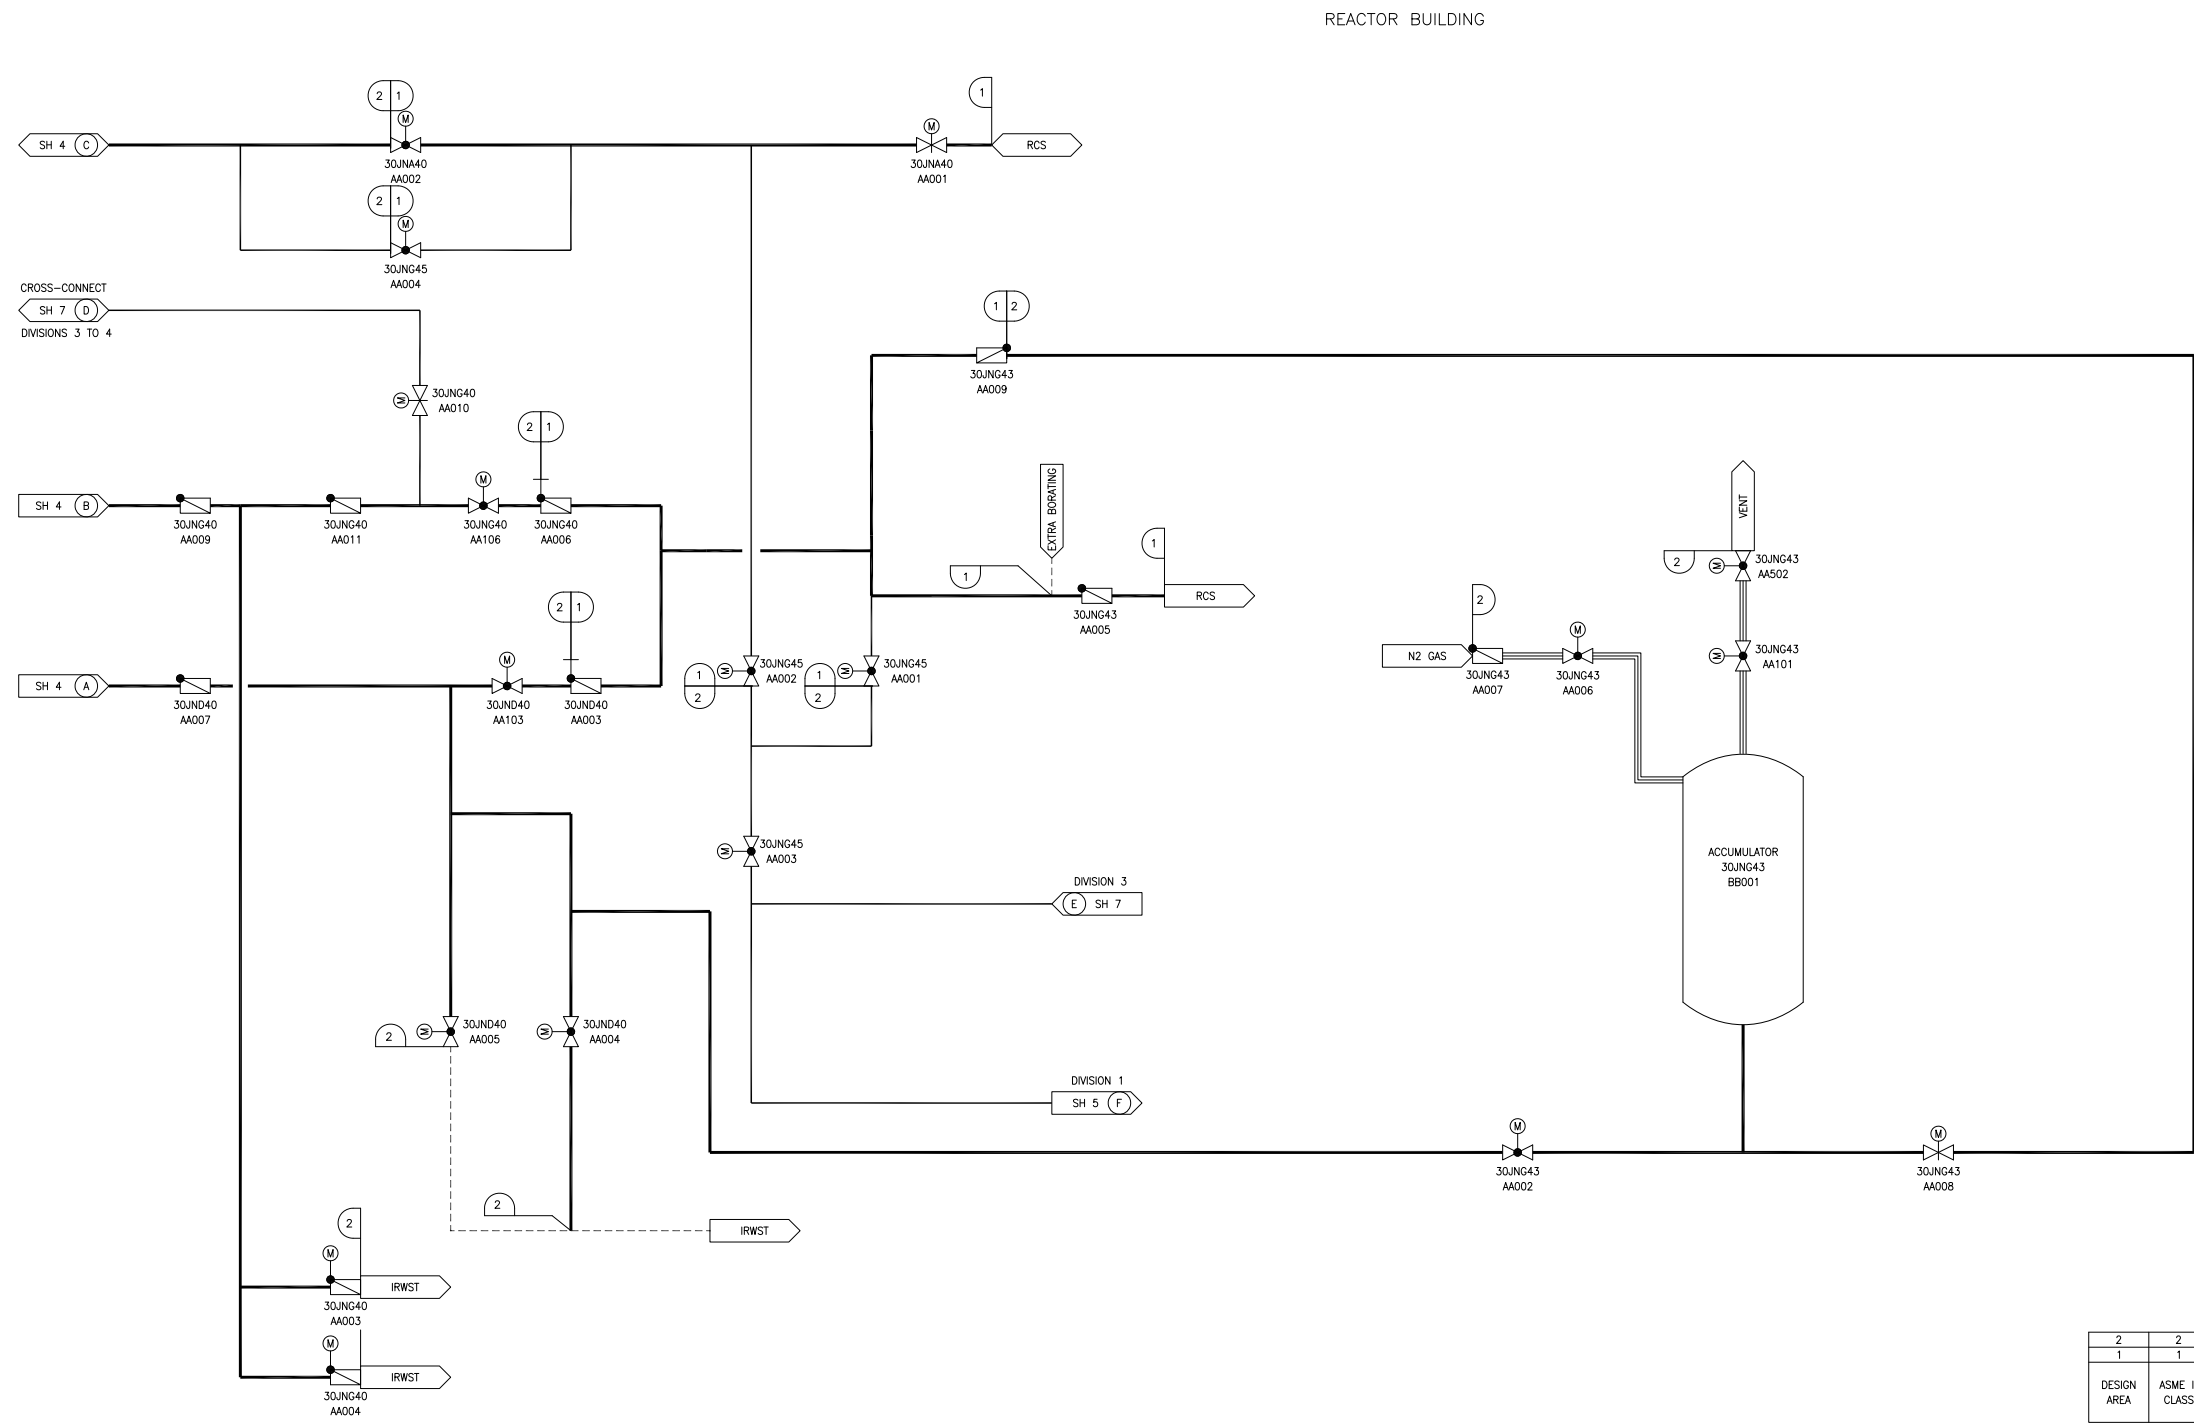 REACTOR BUILDING
2 1
1
M
M
SH 4 C
RCS
30JNA40
AA002
30JNA40
AA001
2 1
M
30JNG45
AA004
CROSS-CONNECT
SH 7 D
DIVISIONS 3 TO 4
1 2
30JNG43
AA009
M
30JNG40
AA010
2 1
M
SH 4 B
30JNG40
AA009
30JNG40
AA011
30JNG40
AA106
30JNG40
AA006
EXTRA BORATING
1
1
RCS
30JNG43
AA005
VENT
2
M
30JNG43
AA502
2
M
N2 GAS
30JNG43
AA007
30JNG43
AA006
M
30JNG43
AA101
2 1
M
SH 4 A
30JND40
AA007
30JND40
AA103
30JND40
AA003
1
2
M
30JNG45
AA002
1
2
M
30JNG45
AA001
M
30JNG45
AA003
ACCUMULATOR
30JNG43
BB001
DIVISION 3
E SH 7
2
M
30JND40
AA005
M
30JND40
AA004
DIVISION 1
SH 5 F
M
30JNG43
AA002
M
30JNG43
AA008
2
IRWST
2
M
IRWST
30JNG40
AA003
M
IRWST
30JNG40
AA004
2 2
1 1
DESIGN
AREA
ASME
CLASS